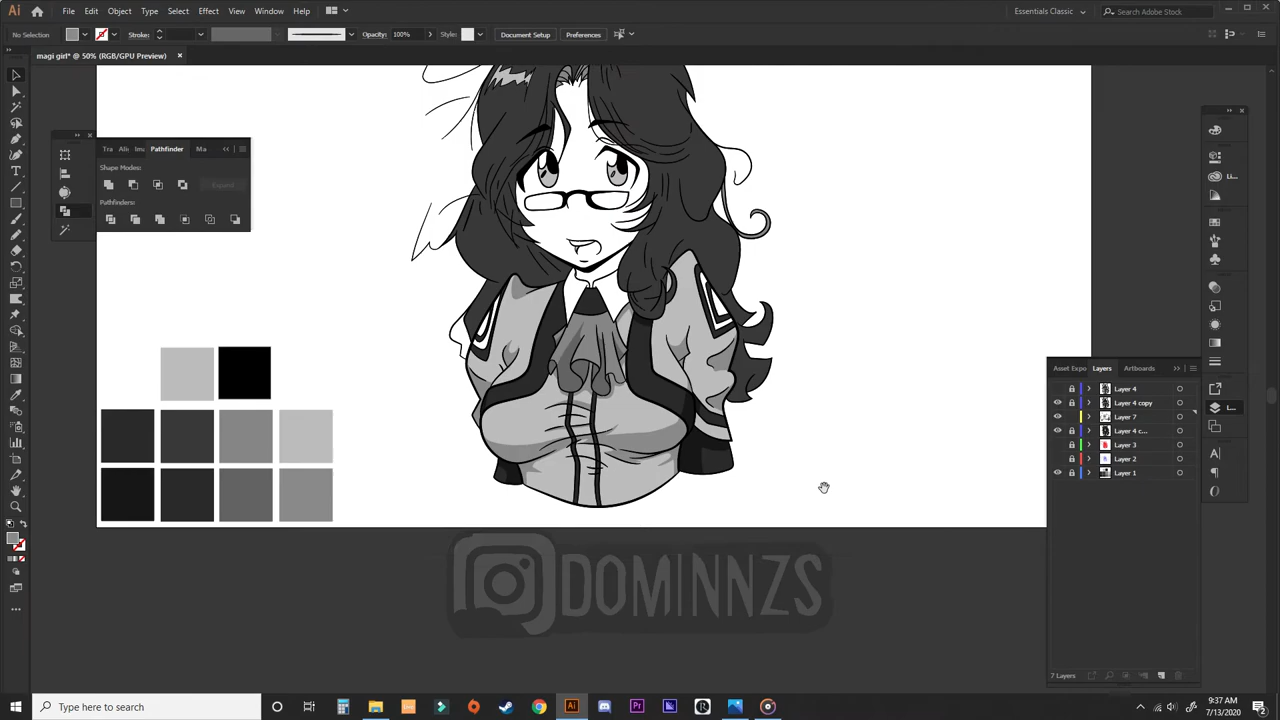 Ai File Edit Object Type Select Effect View Window Help Essentials Classic Search Adobe Stock
No Selection Stroke: Opacity: 100% Style: Document Setup Preferences
magi girl* @ 50% (RGB/GPU Preview)
Tra Ali Pathfinder Ma
Shape Modes:
Expand
Pathfinders:
Asset Expo Layers Artboards
Layer 4
Layer 4 copy
Layer 7
Layer 4 c...
Layer 3
Layer 2
Layer 1
DOMINNZS
7 Layers
Type here to search
9:37 AM
7/13/2020